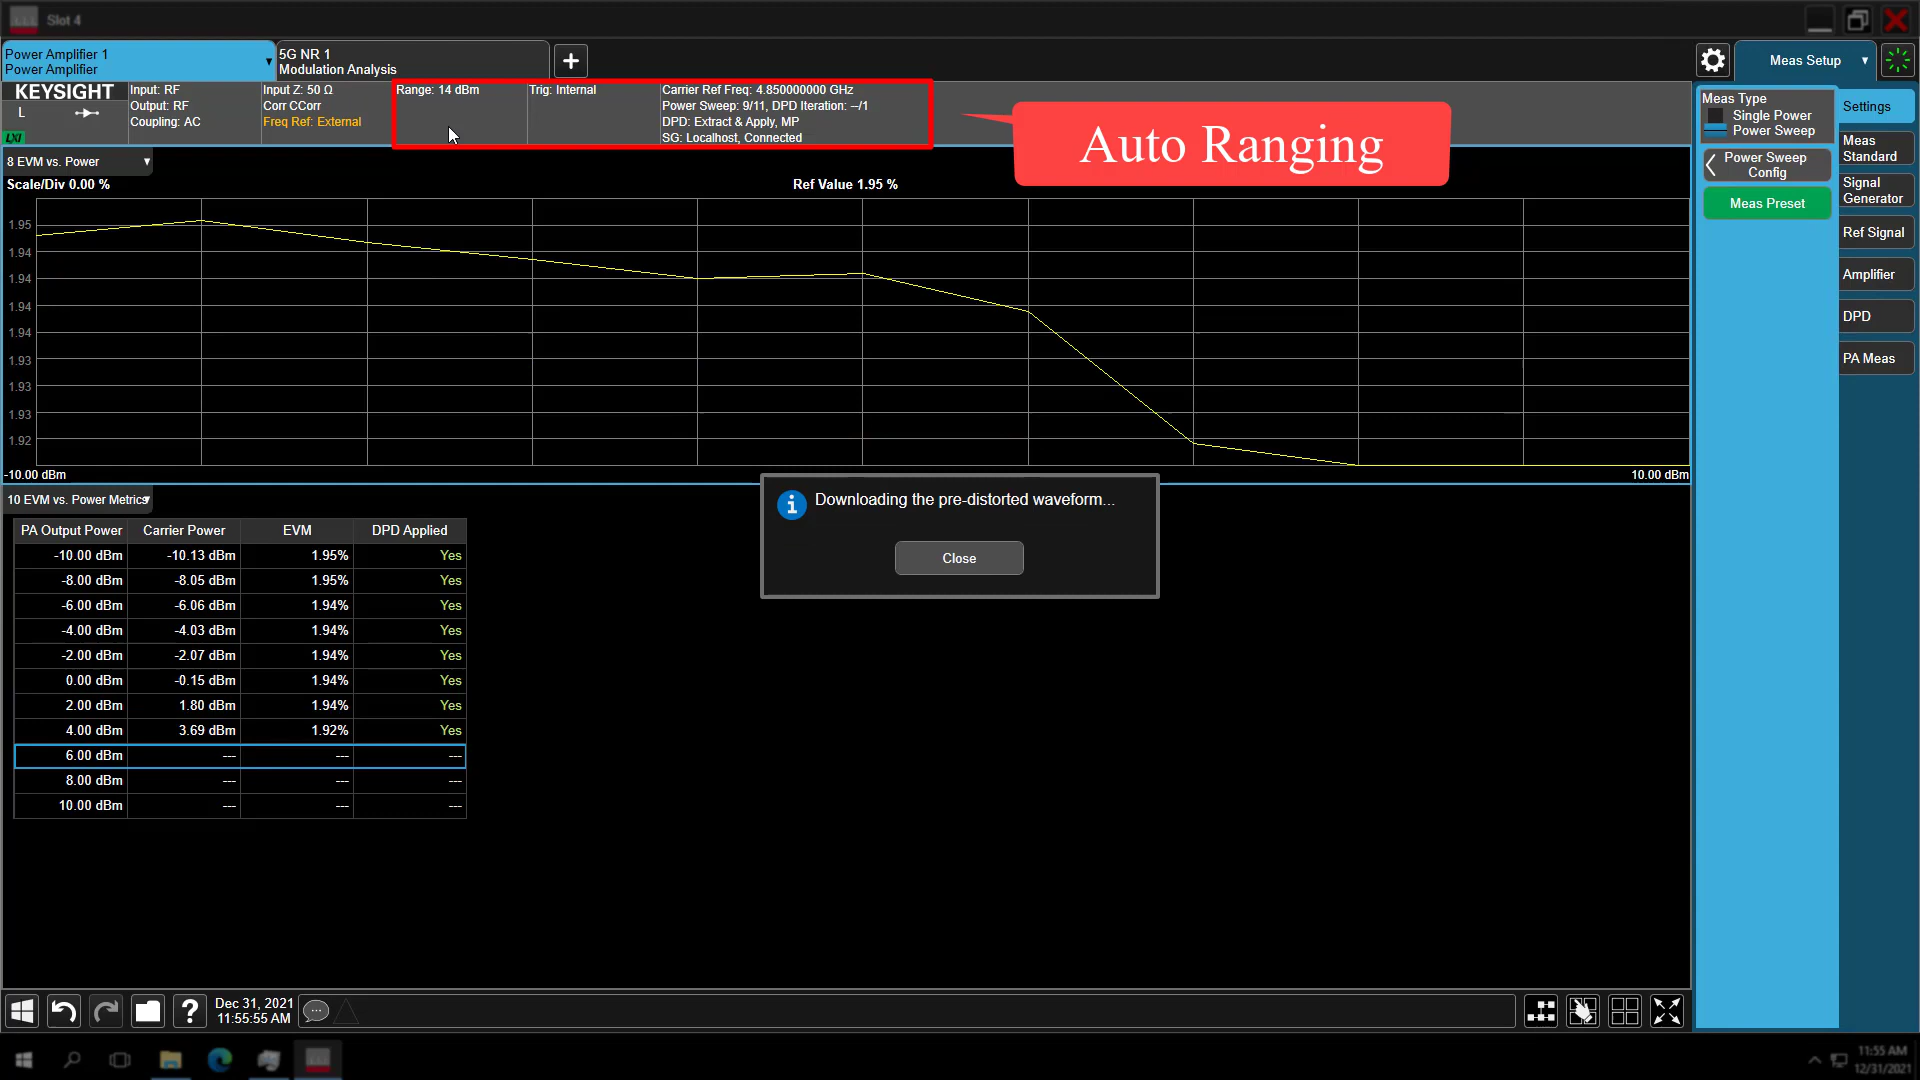 Slot 4
Power Amplifier 1
Power Amplifier
5G NR 1
Modulation Analysis
Meas Setup
KEYSIGHT
L
LXI
Input: RF
Output: RF
Coupling: AC
Input Z: 50 Ω
Corr CCorr
Freq Ref: External
Range: 14 dBm
Trig: Internal
Carrier Ref Freq: 4.850000000 GHz
Power Sweep: 9/11, DPD Iteration: --/1
DPD: Extract & Apply, MP
SG: Localhost, Connected
Auto Ranging
Meas Type
Single Power
Power Sweep
Power Sweep
Config
Meas Preset
Settings
Meas
Standard
Signal
Generator
Ref Signal
Amplifier
DPD
PA Meas
8 EVM vs. Power
Scale/Div 0.00 %
Ref Value 1.95 %
1.95
1.94
1.94
1.94
1.94
1.93
1.93
1.93
1.92
-10.00 dBm
10.00 dBm
10 EVM vs. Power Metrics
PA Output Power Carrier Power EVM DPD Applied
-10.00 dBm -10.13 dBm 1.95% Yes
-8.00 dBm -8.05 dBm 1.95% Yes
-6.00 dBm -6.06 dBm 1.94% Yes
-4.00 dBm -4.03 dBm 1.94% Yes
-2.00 dBm -2.07 dBm 1.94% Yes
0.00 dBm -0.15 dBm 1.94% Yes
2.00 dBm 1.80 dBm 1.94% Yes
4.00 dBm 3.69 dBm 1.92% Yes
6.00 dBm --- --- ---
8.00 dBm --- --- ---
10.00 dBm --- --- ---
Downloading the pre-distorted waveform...
Close
Dec 31, 2021
11:55:55 AM
11:55 AM
12/31/2021